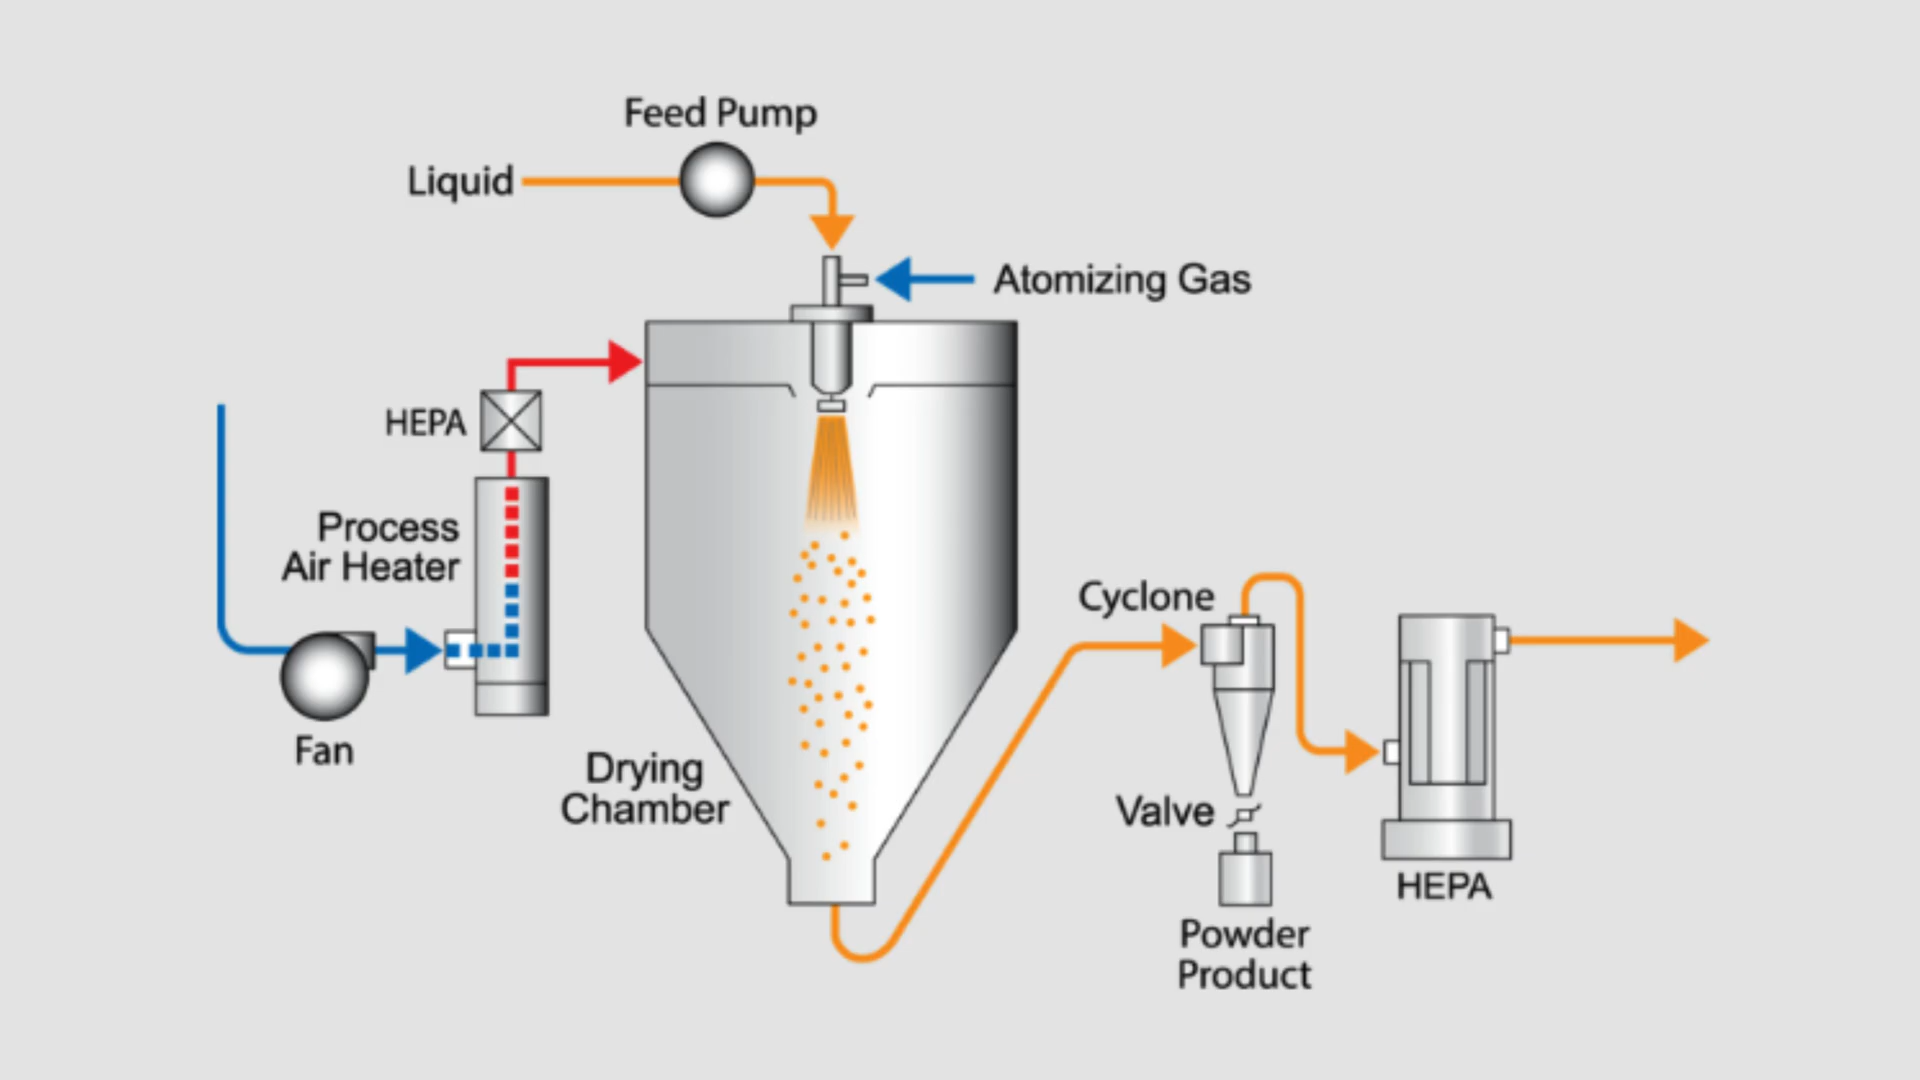 Feed Pump
Liquid
Atomizing Gas
HEPA
Process
Air Heater
Fan
Drying
Chamber
Cyclone
Valve
Powder
Product
HEPA